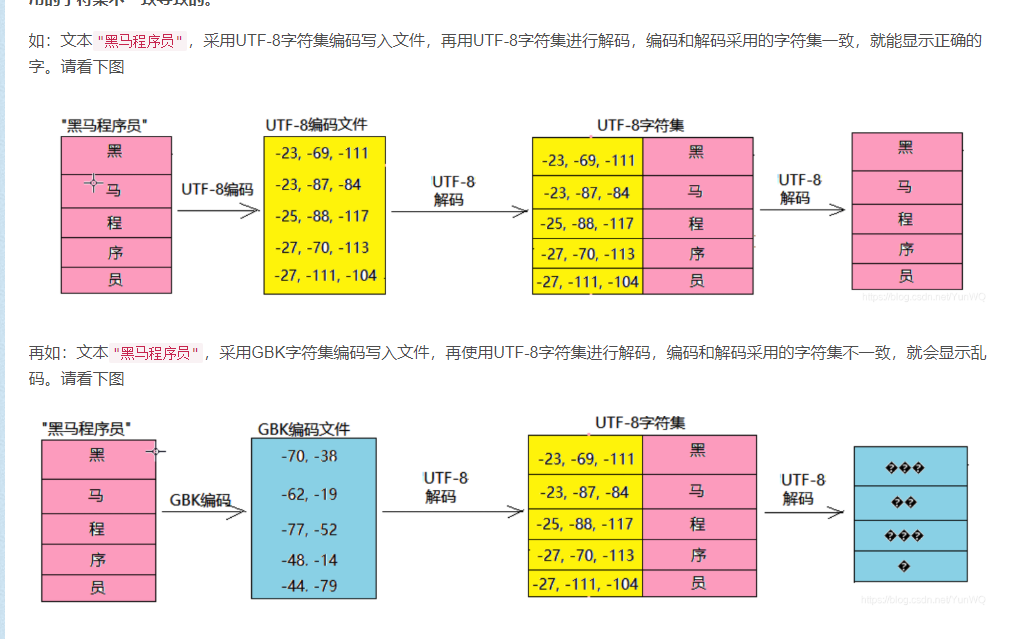 如：文本"黑马程序员"，采用UTF-8字符集编码写入文件，再用UTF-8字符集进行解码，编码和解码采用的字符集一致，就能显示正确的
字。请看下图
"黑马程序员"
UTF-8编码文件
UTF-8字符集
黑
马
程
序
员
UTF-8编码
-23, -69, -111
-23, -87, -84
-25, -88, -117
-27, -70, -113
-27, -111, -104
UTF-8
解码
-23, -69, -111 黑
-23, -87, -84 马
-25, -88, -117 程
-27, -70, -113 序
-27, -111, -104 员
UTF-8
解码
黑
马
程
序
员
https://blog.csdn.net/YunWQ
再如：文本"黑马程序员"，采用GBK字符集编码写入文件，再使用UTF-8字符集进行解码，编码和解码采用的字符集不一致，就会显示乱
码。请看下图
"黑马程序员"
GBK编码文件
UTF-8字符集
黑
马
程
序
员
GBK编码
-70, -38
-62, -19
-77, -52
-48. -14
-44. -79
UTF-8
解码
-23, -69, -111 黑
-23, -87, -84 马
-25, -88, -117 程
-27, -70, -113 序
-27, -111, -104 员
UTF-8
解码
���
��
���
�
https://blog.csdn.net/YunWQ